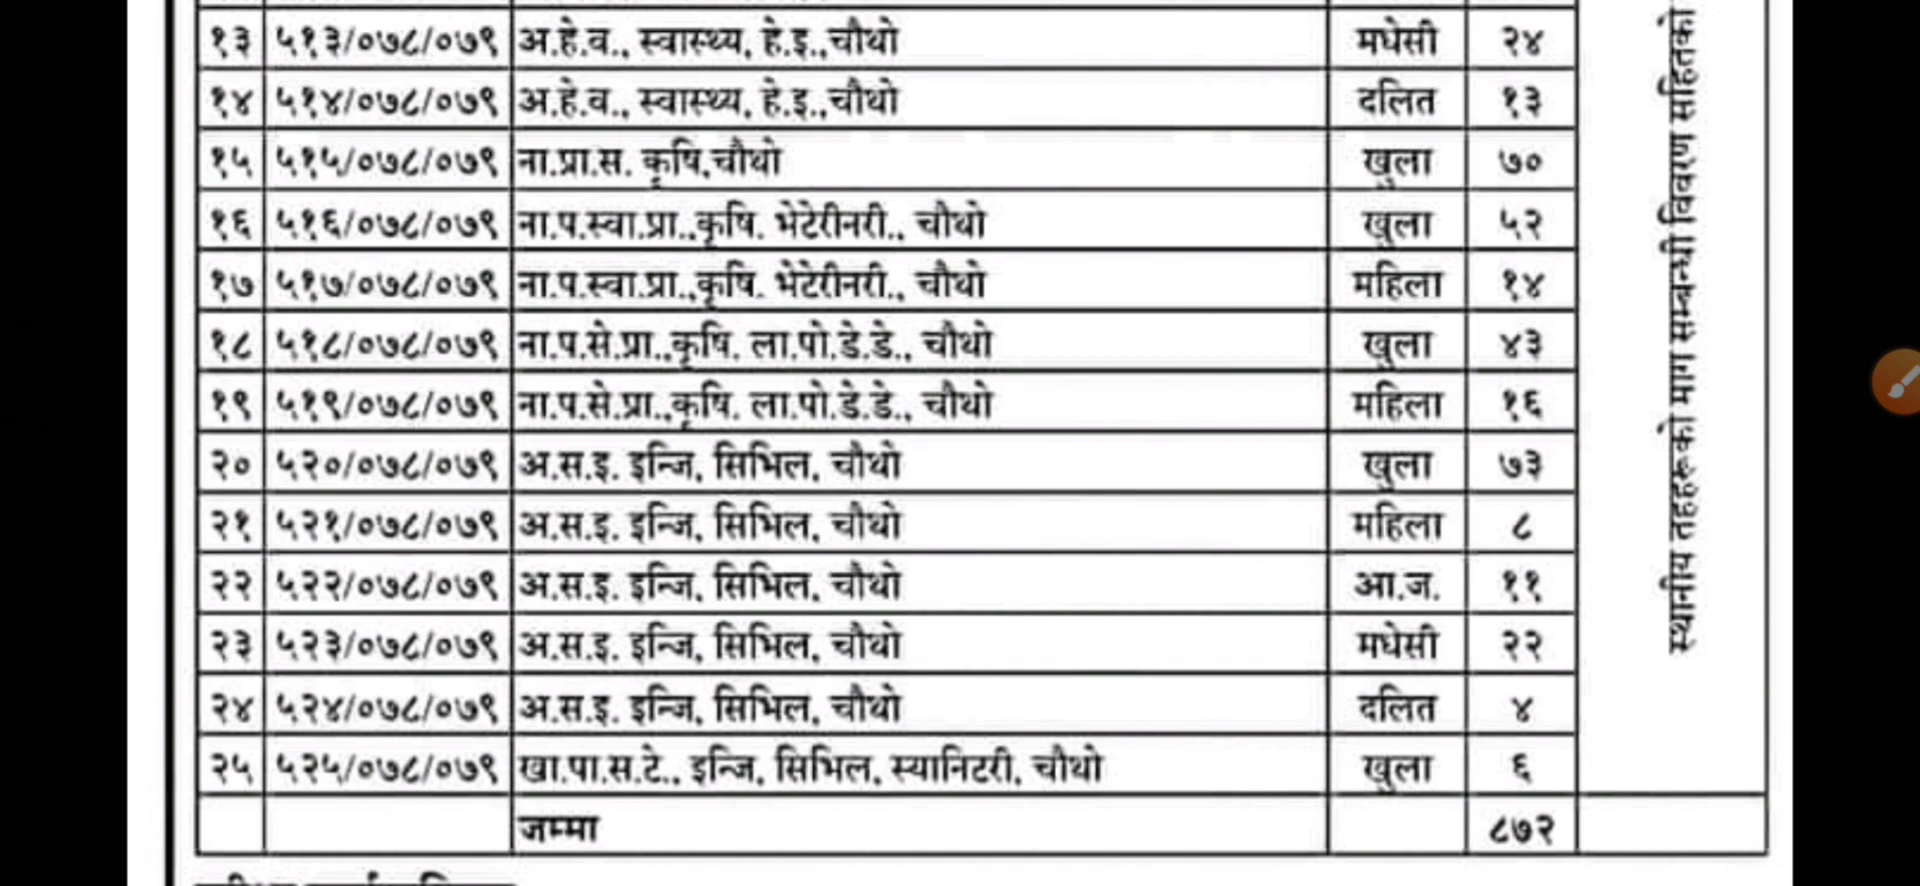 १३ ५१३/०७८/०७९ अ.हे.व., स्वास्थ्य, हे.इ.,चौथो मधेसी २४
१४ ५१४/०७८/०७९ अ.हे.व., स्वास्थ्य, हे.इ.,चौथो दलित १३
१५ ५१५/०७८/०७९ ना.प्रा.स. कृषि,चौथो खुला ७०
१६ ५१६/०७८/०७९ ना.प.स्वा.प्रा.,कृषि. भेटेरीनरी., चौथो खुला ५२
१७ ५१७/०७८/०७९ ना.प.स्वा.प्रा.,कृषि. भेटेरीनरी., चौथो महिला १४
१८ ५१८/०७८/०७९ ना.प.से.प्रा.,कृषि. ला.पो.डे.डे., चौथो खुला ४३
१९ ५१९/०७८/०७९ ना.प.से.प्रा.,कृषि. ला.पो.डे.डे., चौथो महिला १६
२० ५२०/०७८/०७९ अ.स.इ. इन्जि, सिभिल, चौथो खुला ७३
२१ ५२१/०७८/०७९ अ.स.इ. इन्जि, सिभिल, चौथो महिला ८
२२ ५२२/०७८/०७९ अ.स.इ. इन्जि, सिभिल, चौथो आ.ज. ११
२३ ५२३/०७८/०७९ अ.स.इ. इन्जि, सिभिल, चौथो मधेसी २२
२४ ५२४/०७८/०७९ अ.स.इ. इन्जि, सिभिल, चौथो दलित ४
२५ ५२५/०७८/०७९ खा.पा.स.टे., इन्जि, सिभिल, स्यानिटरी, चौथो खुला ६
जम्मा ८७२
स्थानीय तहहरूको माग सम्बन्धी विवरण सहितको